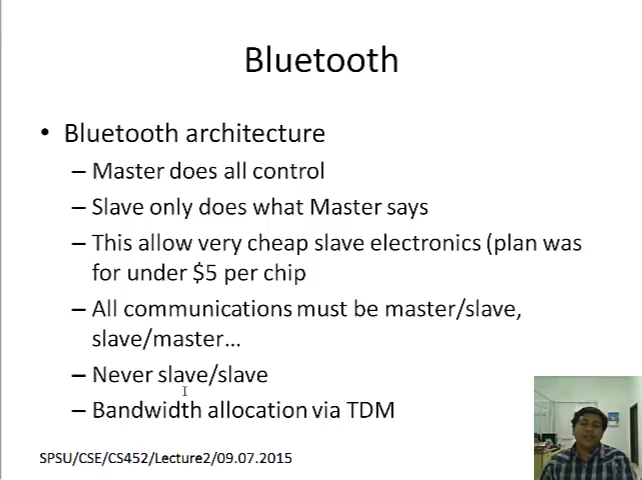 Bluetooth
• Bluetooth architecture
– Master does all control
– Slave only does what Master says
– This allow very cheap slave electronics (plan was
for under $5 per chip
– All communications must be master/slave,
slave/master…
– Never slave/slave
– Bandwidth allocation via TDM
SPSU/CSE/CS452/Lecture2/09.07.2015